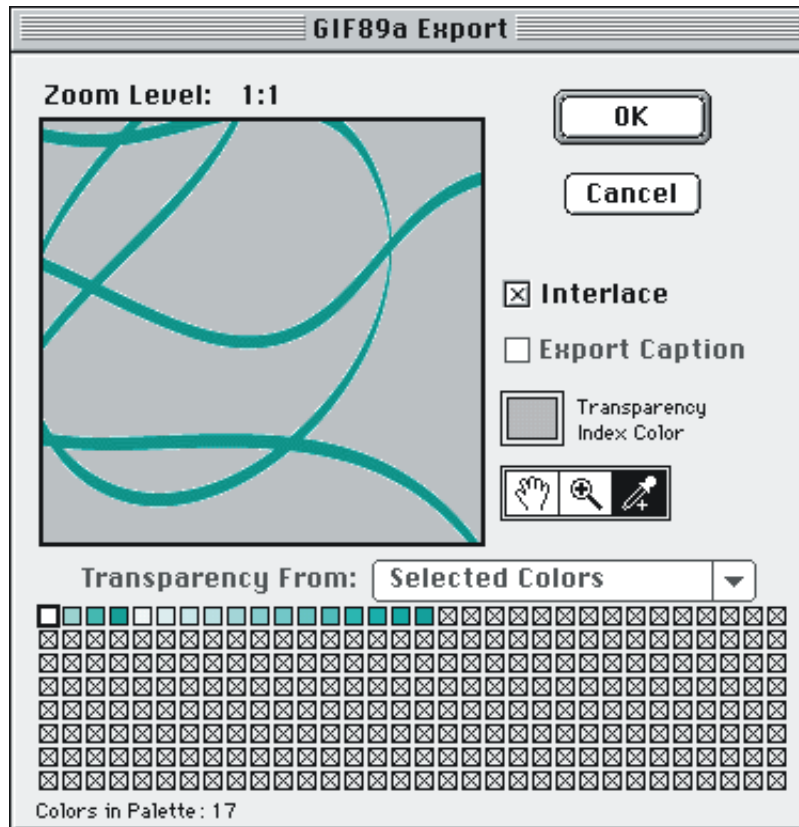 GIF89a Export
Zoom Level: 1:1
OK
Cancel
Interlace
Export Caption
Transparency
Index Color
Transparency From: Selected Colors
Colors in Palette: 17